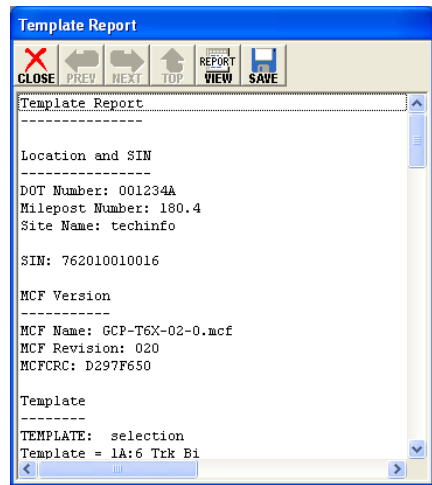 Template Report
CLOSE PREV NEXT TOP REPORT VIEW SAVE
Template Report
---------------
Location and SIN
----------------
DOT Number: 001234A
Milepost Number: 180.4
Site Name: techinfo
SIN: 762010010016
MCF Version
-----------
MCF Name: GCP-T6X-02-0.mcf
MCF Revision: 020
MCFCRC: D297F650
Template
--------
TEMPLATE:  selection
Template = 1A:6 Trk Bi